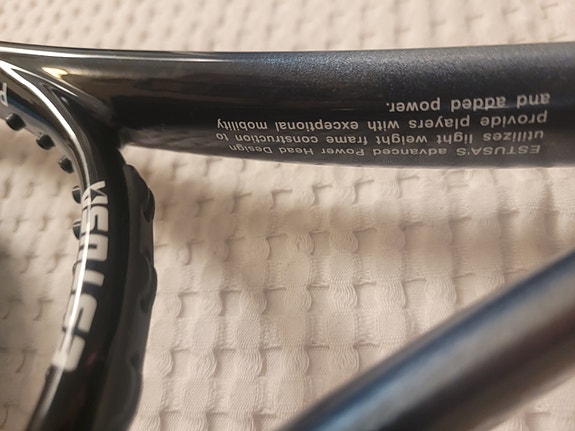 ESTUSA'S advanced Power Head Design
utilizes light weight frame construction to
provide players with exceptional mobility
and added power.
ESTUSA